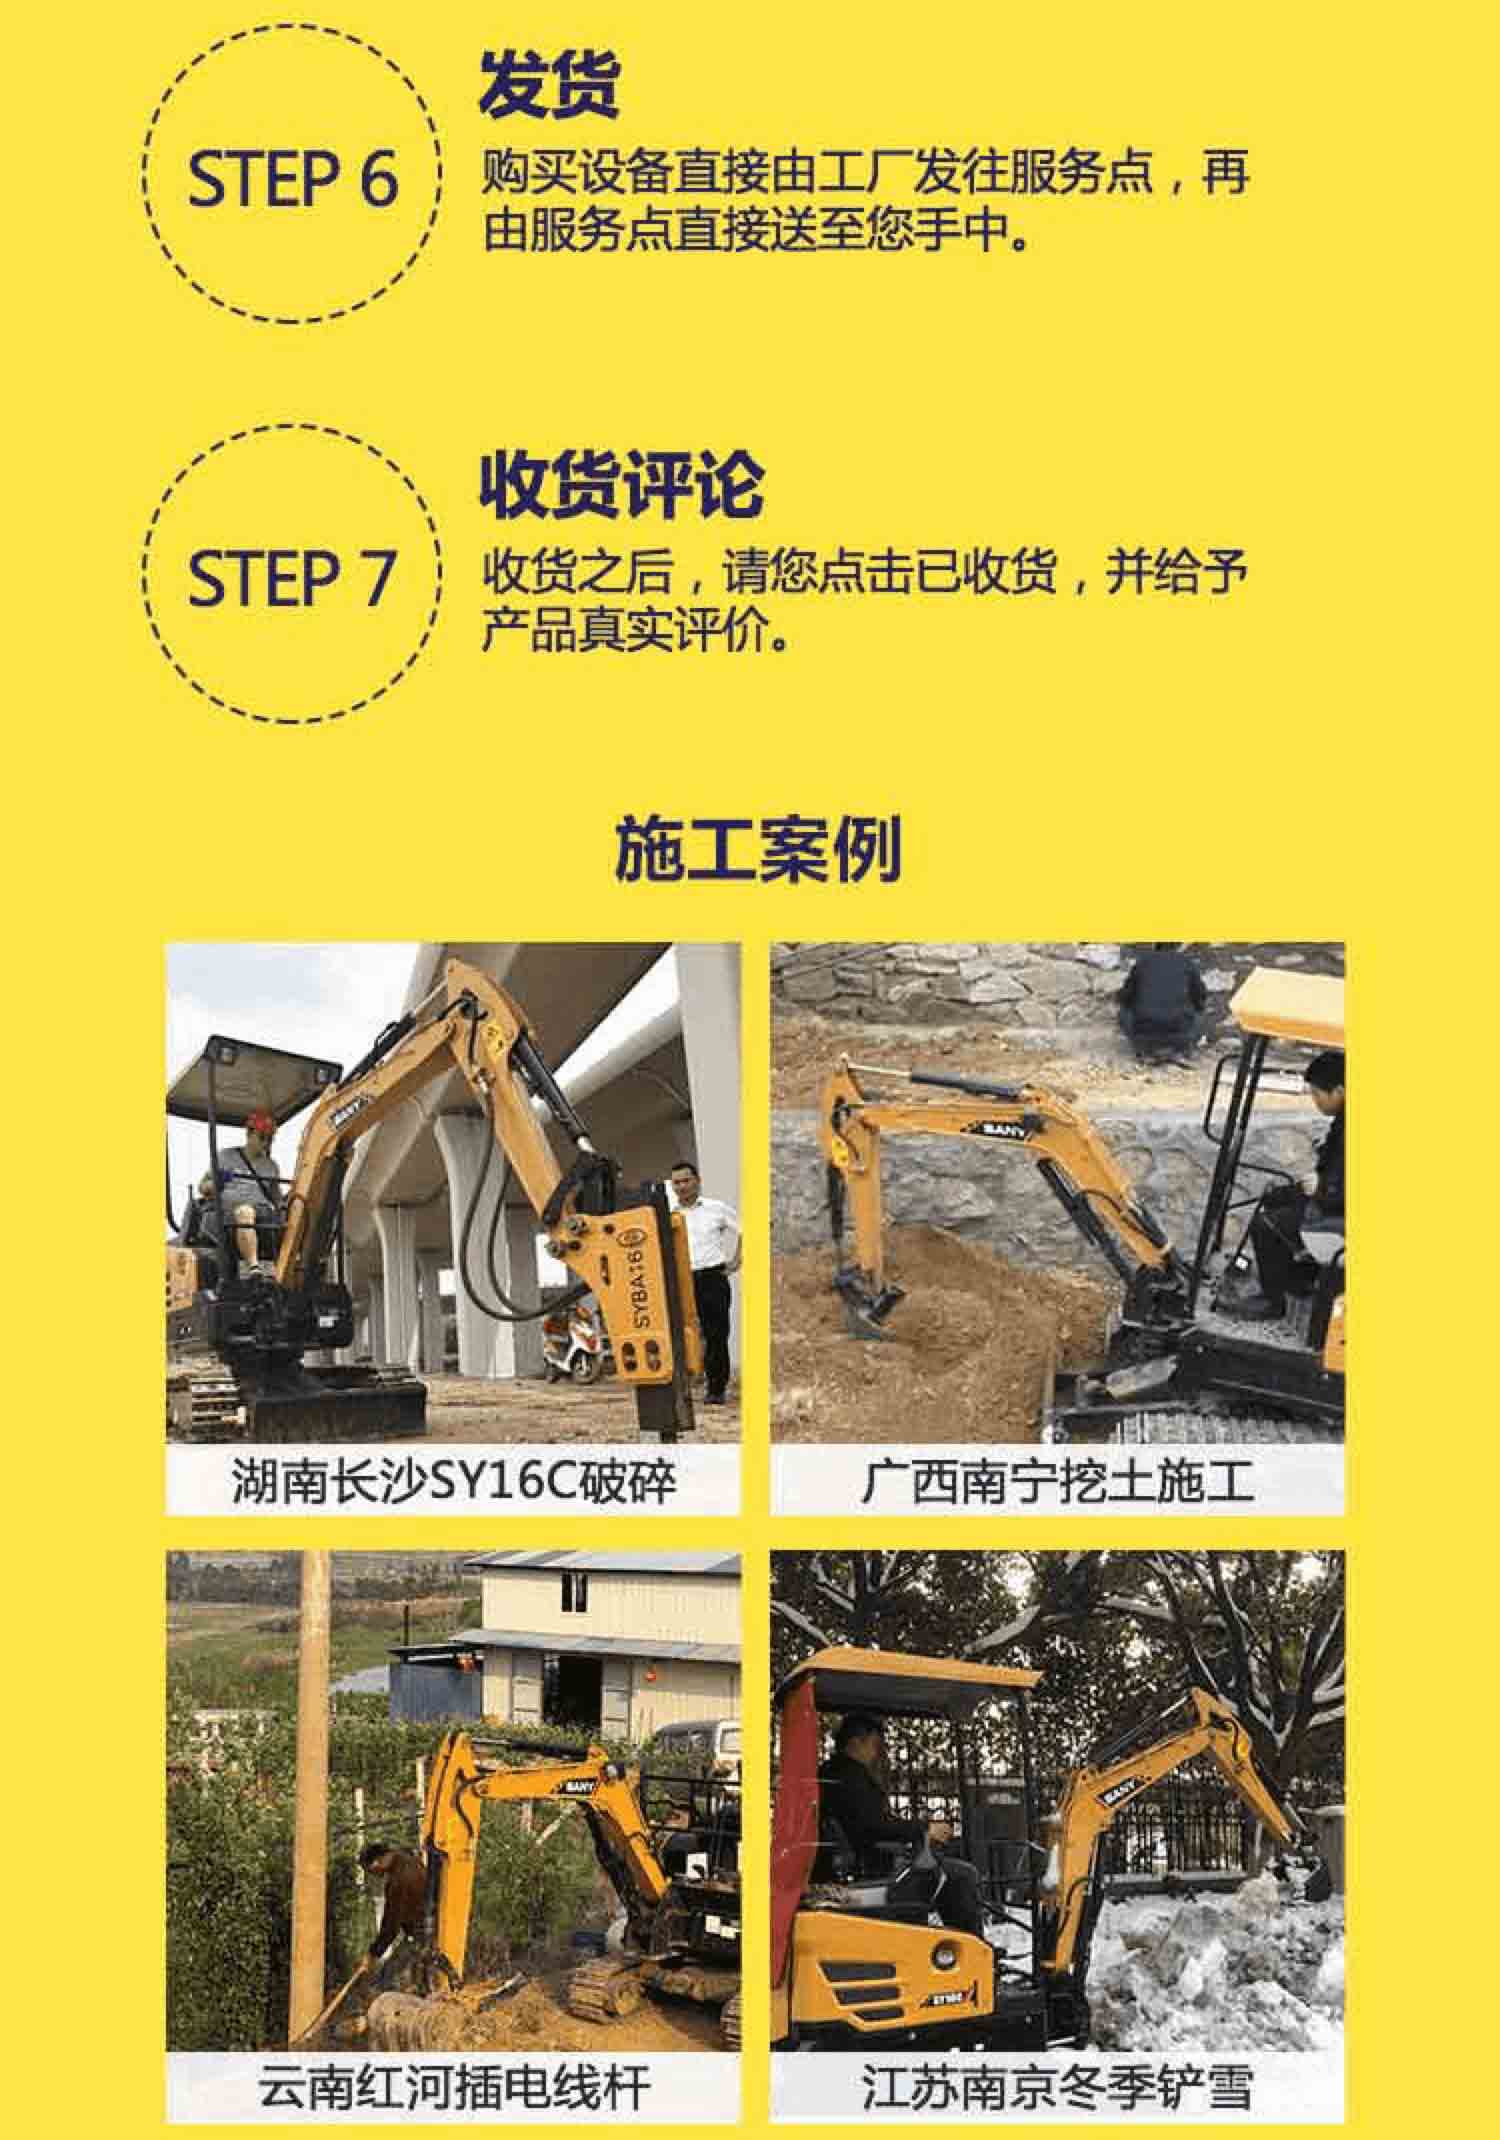 发货
STEP 6
购买设备直接由工厂发往服务点，再
由服务点直接送至您手中。
收货评论
STEP 7
收货之后，请您点击已收货，并给予
产品真实评价。
施工案例
SANY
SYBA16
SANY
湖南长沙SY16C破碎
广西南宁挖土施工
SANY
SANY
SY16C
云南红河插电线杆
江苏南京冬季铲雪